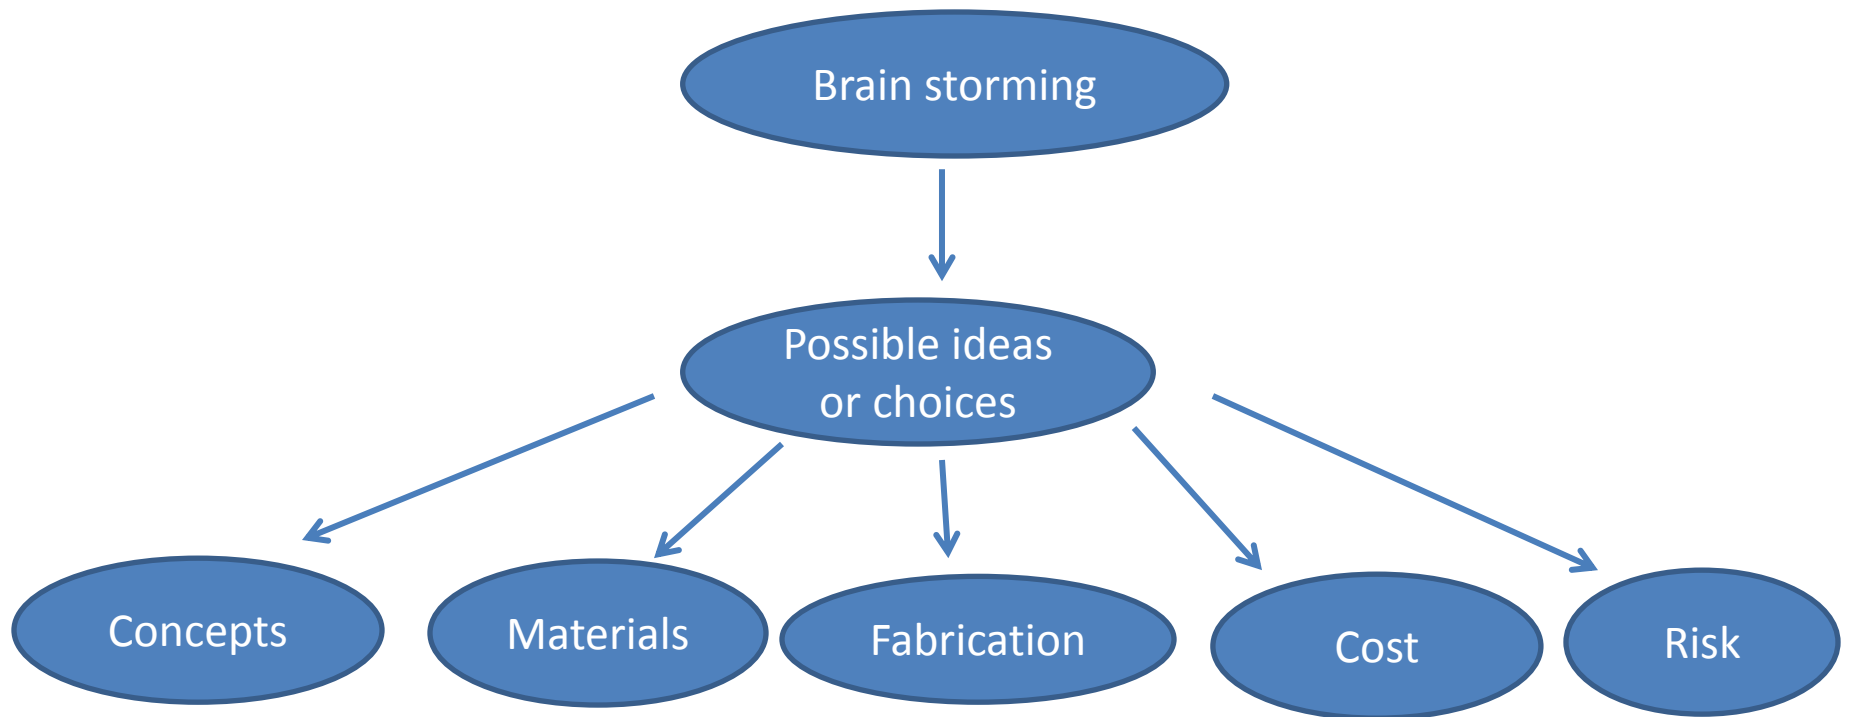 Brain storming
Possible ideas
or choices
Concepts
Materials
Fabrication
Cost
Risk